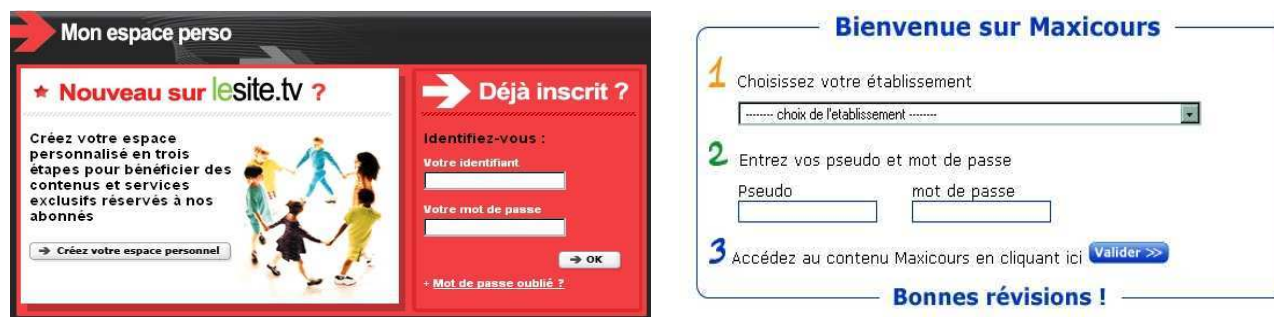 Mon espace perso
Nouveau sur lesite.tv ?
Créez votre espace
personnalisé en trois
étapes pour bénéficier des
contenus et services
exclusifs réservés à nos
abonnés
Créez votre espace personnel
Déjà inscrit ?
Identifiez-vous :
Votre identifiant
Votre mot de passe
OK
+ Mot de passe oublié ?
Bienvenue sur Maxicours
1 Choisissez votre établissement
------- choix de l'etablissement -------
2 Entrez vos pseudo et mot de passe
Pseudo mot de passe
3 Accédez au contenu Maxicours en cliquant ici Valider >>
Bonnes révisions !